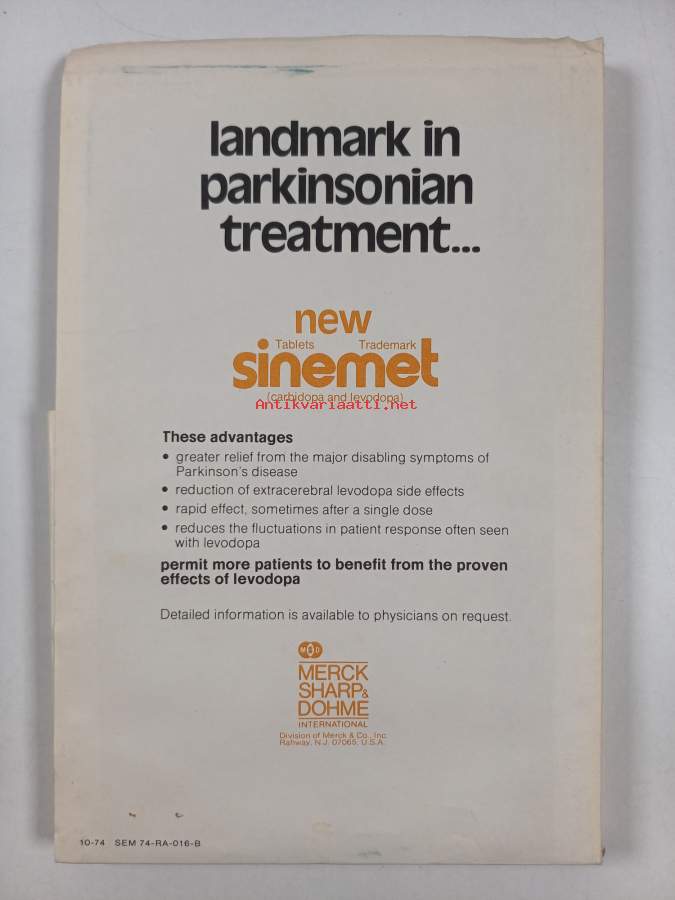 landmark in
parkinsonian
treatment...
new
Tablets Trademark
sinemet
(carbidopa and levodopa)
Antikvariaatti.net
These advantages
• greater relief from the major disabling symptoms of
Parkinson's disease
• reduction of extracerebral levodopa side effects
• rapid effect, sometimes after a single dose
• reduces the fluctuations in patient response often seen
with levodopa
permit more patients to benefit from the proven
effects of levodopa
Detailed information is available to physicians on request.
MSD
MERCK
SHARP &
DOHME
INTERNATIONAL
Division of Merck & Co., Inc.
Rahway, N.J. 07065, U.S.A.
10-74 SEM 74-RA-016-B